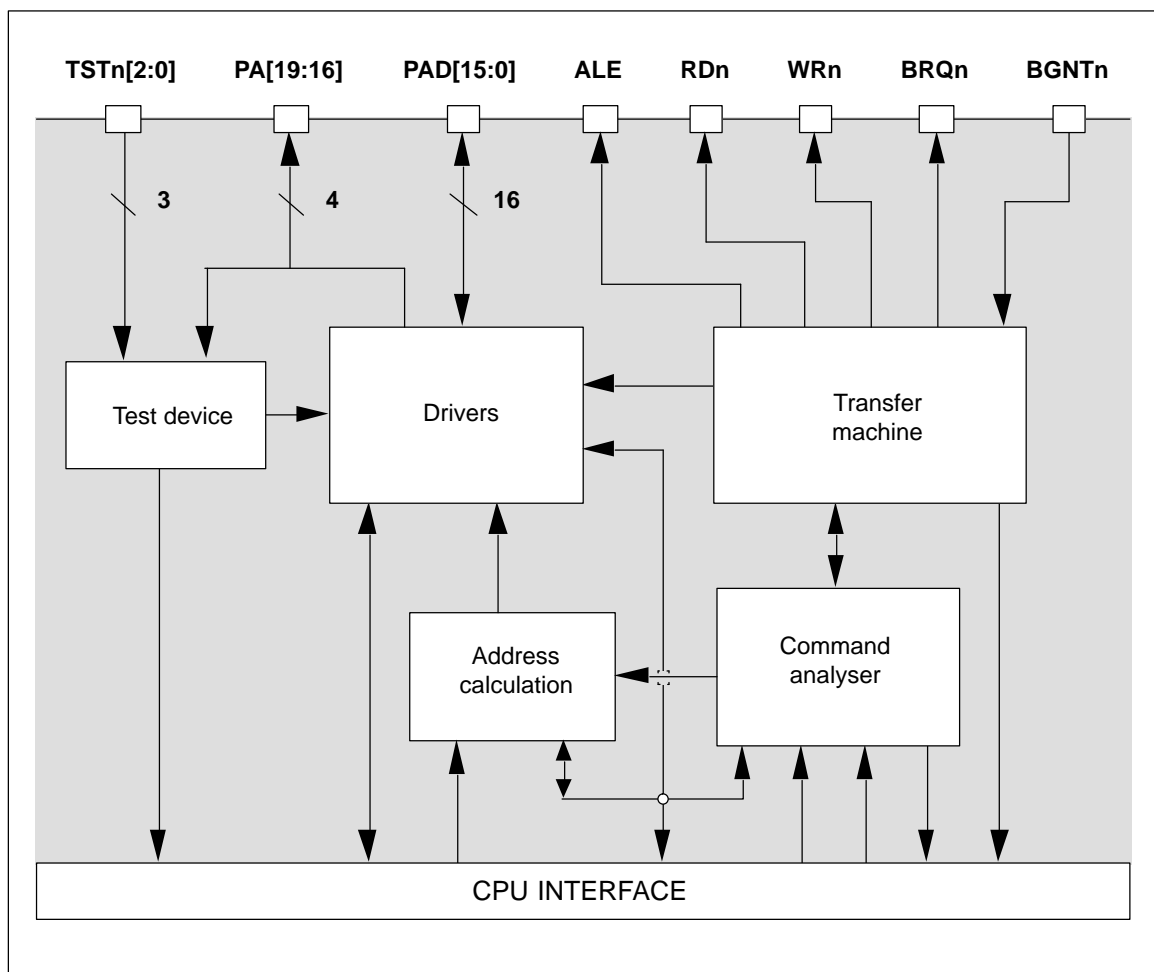 TSTn[2:0] PA[19:16] PAD[15:0] ALE RDn WRn BRQn BGNTn
3 4 16
Test device
Drivers
Transfer
machine
Address
calculation
Command
analyser
CPU INTERFACE